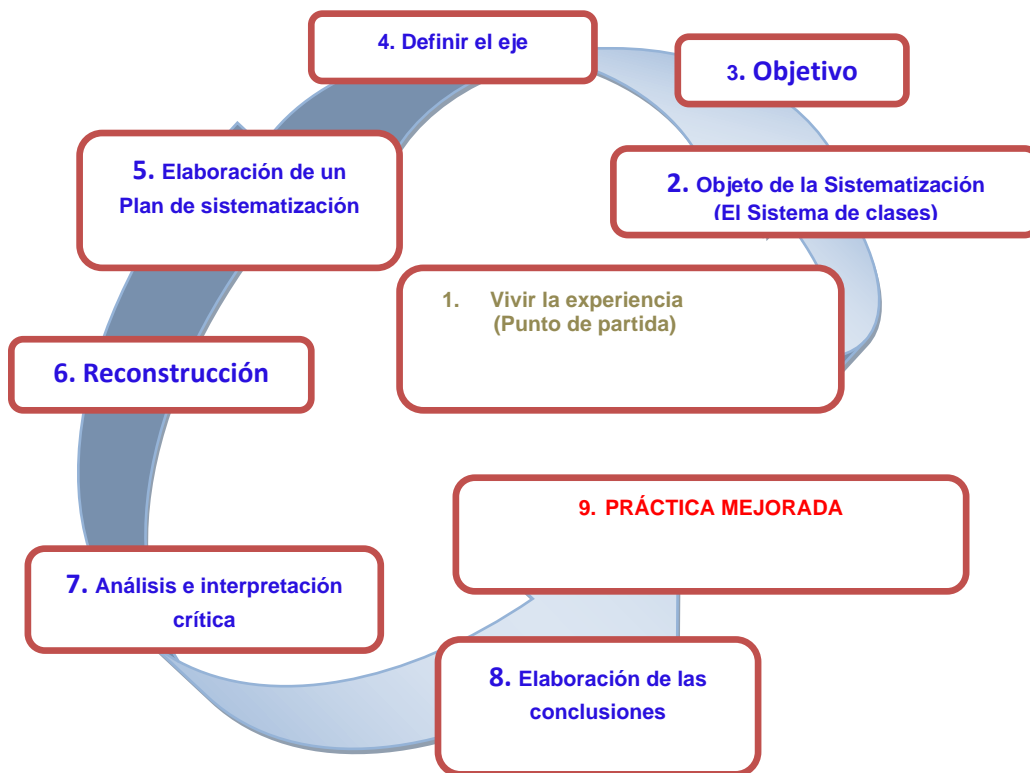 4. Definir el eje
3. Objetivo
2. Objeto de la Sistematización
(El Sistema de clases)
5. Elaboración de un
Plan de sistematización
1. Vivir la experiencia
(Punto de partida)
6. Reconstrucción
9. PRÁCTICA MEJORADA
7. Análisis e interpretación
crítica
8. Elaboración de las
conclusiones